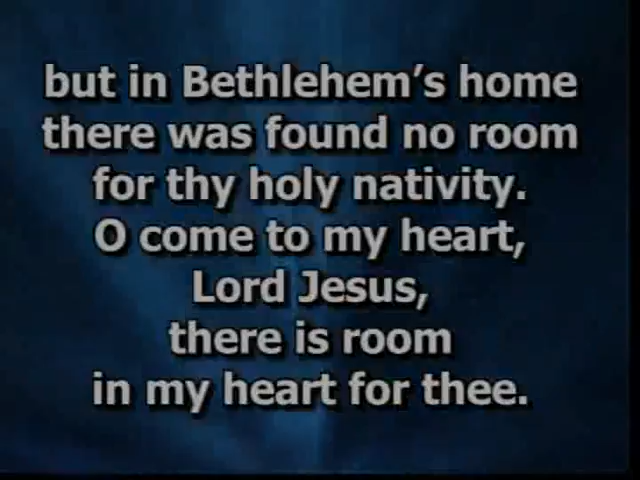 but in Bethlehem's home
there was found no room
for thy holy nativity.
O come to my heart,
Lord Jesus,
there is room
in my heart for thee.